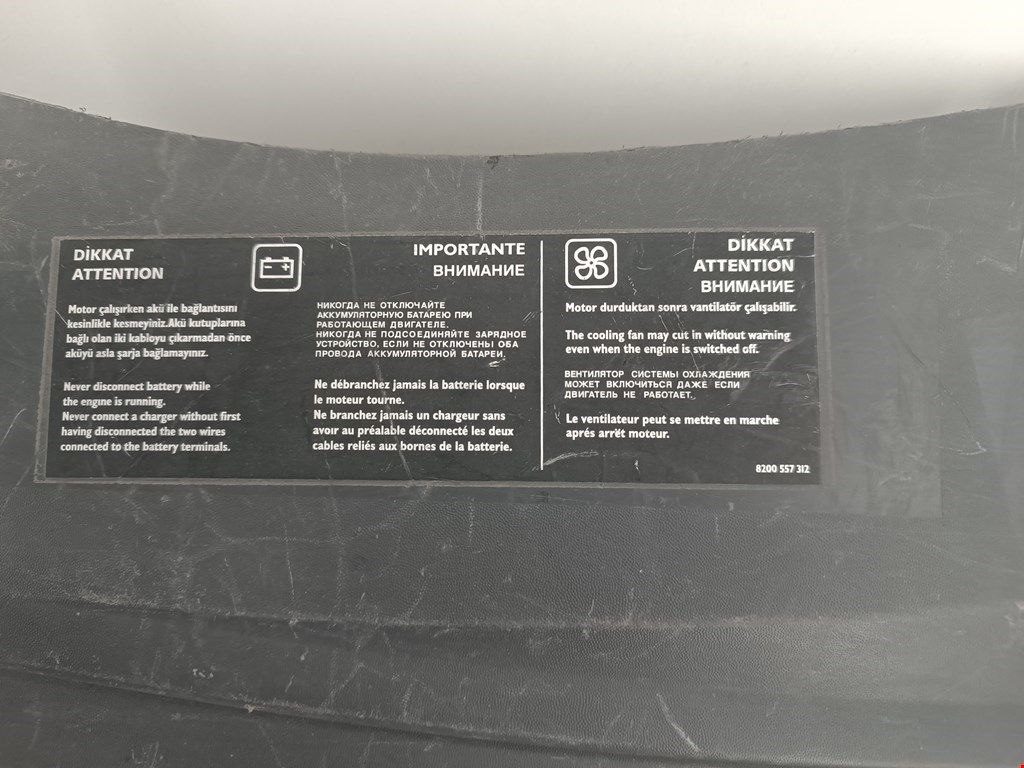 DİKKAT
ATTENTION
Motor çalışırken akü ile bağlantısını
kesinlikle kesmeyiniz.Akü kutuplarına
bağlı olan iki kabloyu çıkarmadan önce
aküyü asla şarja bağlamayınız.
Never disconnect battery while
the engine is running.
Never connect a charger without first
having disconnected the two wires
connected to the battery terminals.
IMPORTANTE
ВНИМАНИЕ
НИКОГДА НЕ ОТКЛЮЧАЙТЕ
АККУМУЛЯТОРНУЮ БАТАРЕЮ ПРИ
РАБОТАЮЩЕМ ДВИГАТЕЛЕ.
НИКОГДА НЕ ПОДСОЕДИНЯЙТЕ ЗАРЯДНОЕ
УСТРОЙСТВО, ЕСЛИ НЕ ОТКЛЮЧЕНЫ ОБА
ПРОВОДА АККУМУЛЯТОРНОЙ БАТАРЕИ.
Ne débranchez jamais la batterie lorsque
le moteur tourne.
Ne branchez jamais un chargeur sans
avoir au préalable déconnecté les deux
cables reliés aux bornes de la batterie.
DİKKAT
ATTENTION
ВНИМАНИЕ
Motor durduktan sonra vantilatör çalışabilir.
The cooling fan may cut in without warning
even when the engine is switched off.
ВЕНТИЛЯТОР СИСТЕМЫ ОХЛАЖДЕНИЯ
МОЖЕТ ВКЛЮЧИТЬСЯ ДАЖЕ ЕСЛИ
ДВИГАТЕЛЬ НЕ РАБОТАЕТ.
Le ventilateur peut se mettre en marche
aprés arrêt moteur.
8200 557 312